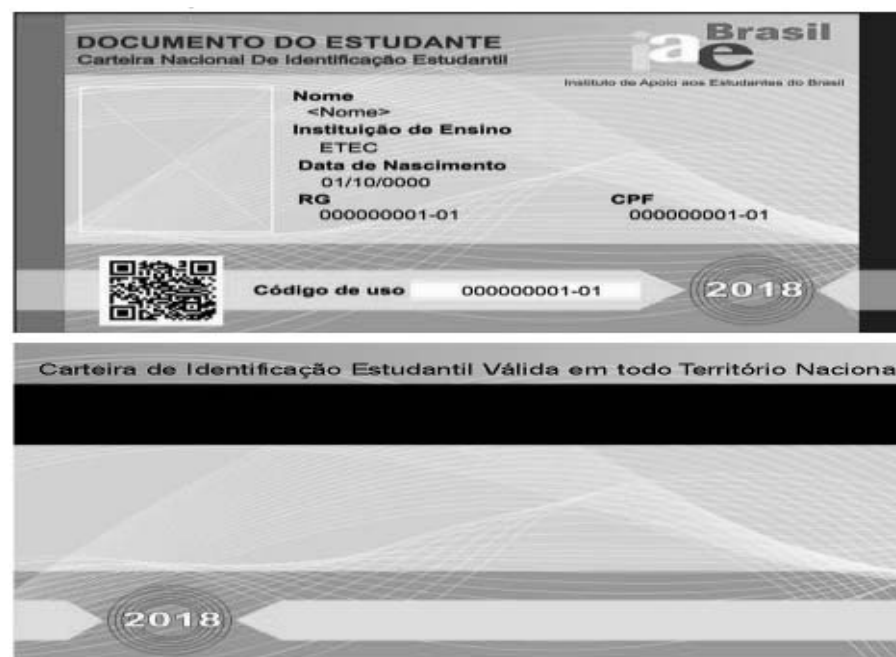 DOCUMENTO DO ESTUDANTE
Carteira Nacional De Identificação Estudantil
iae Brasil
Instituto de Apoio aos Estudantes do Brasil
Nome
<Nome>
Instituição de Ensino
ETEC
Data de Nascimento
01/10/0000
RG CPF
000000001-01 000000001-01
Código de uso 000000001-01 2018
Carteira de Identificação Estudantil Válida em todo Território Naciona
2018